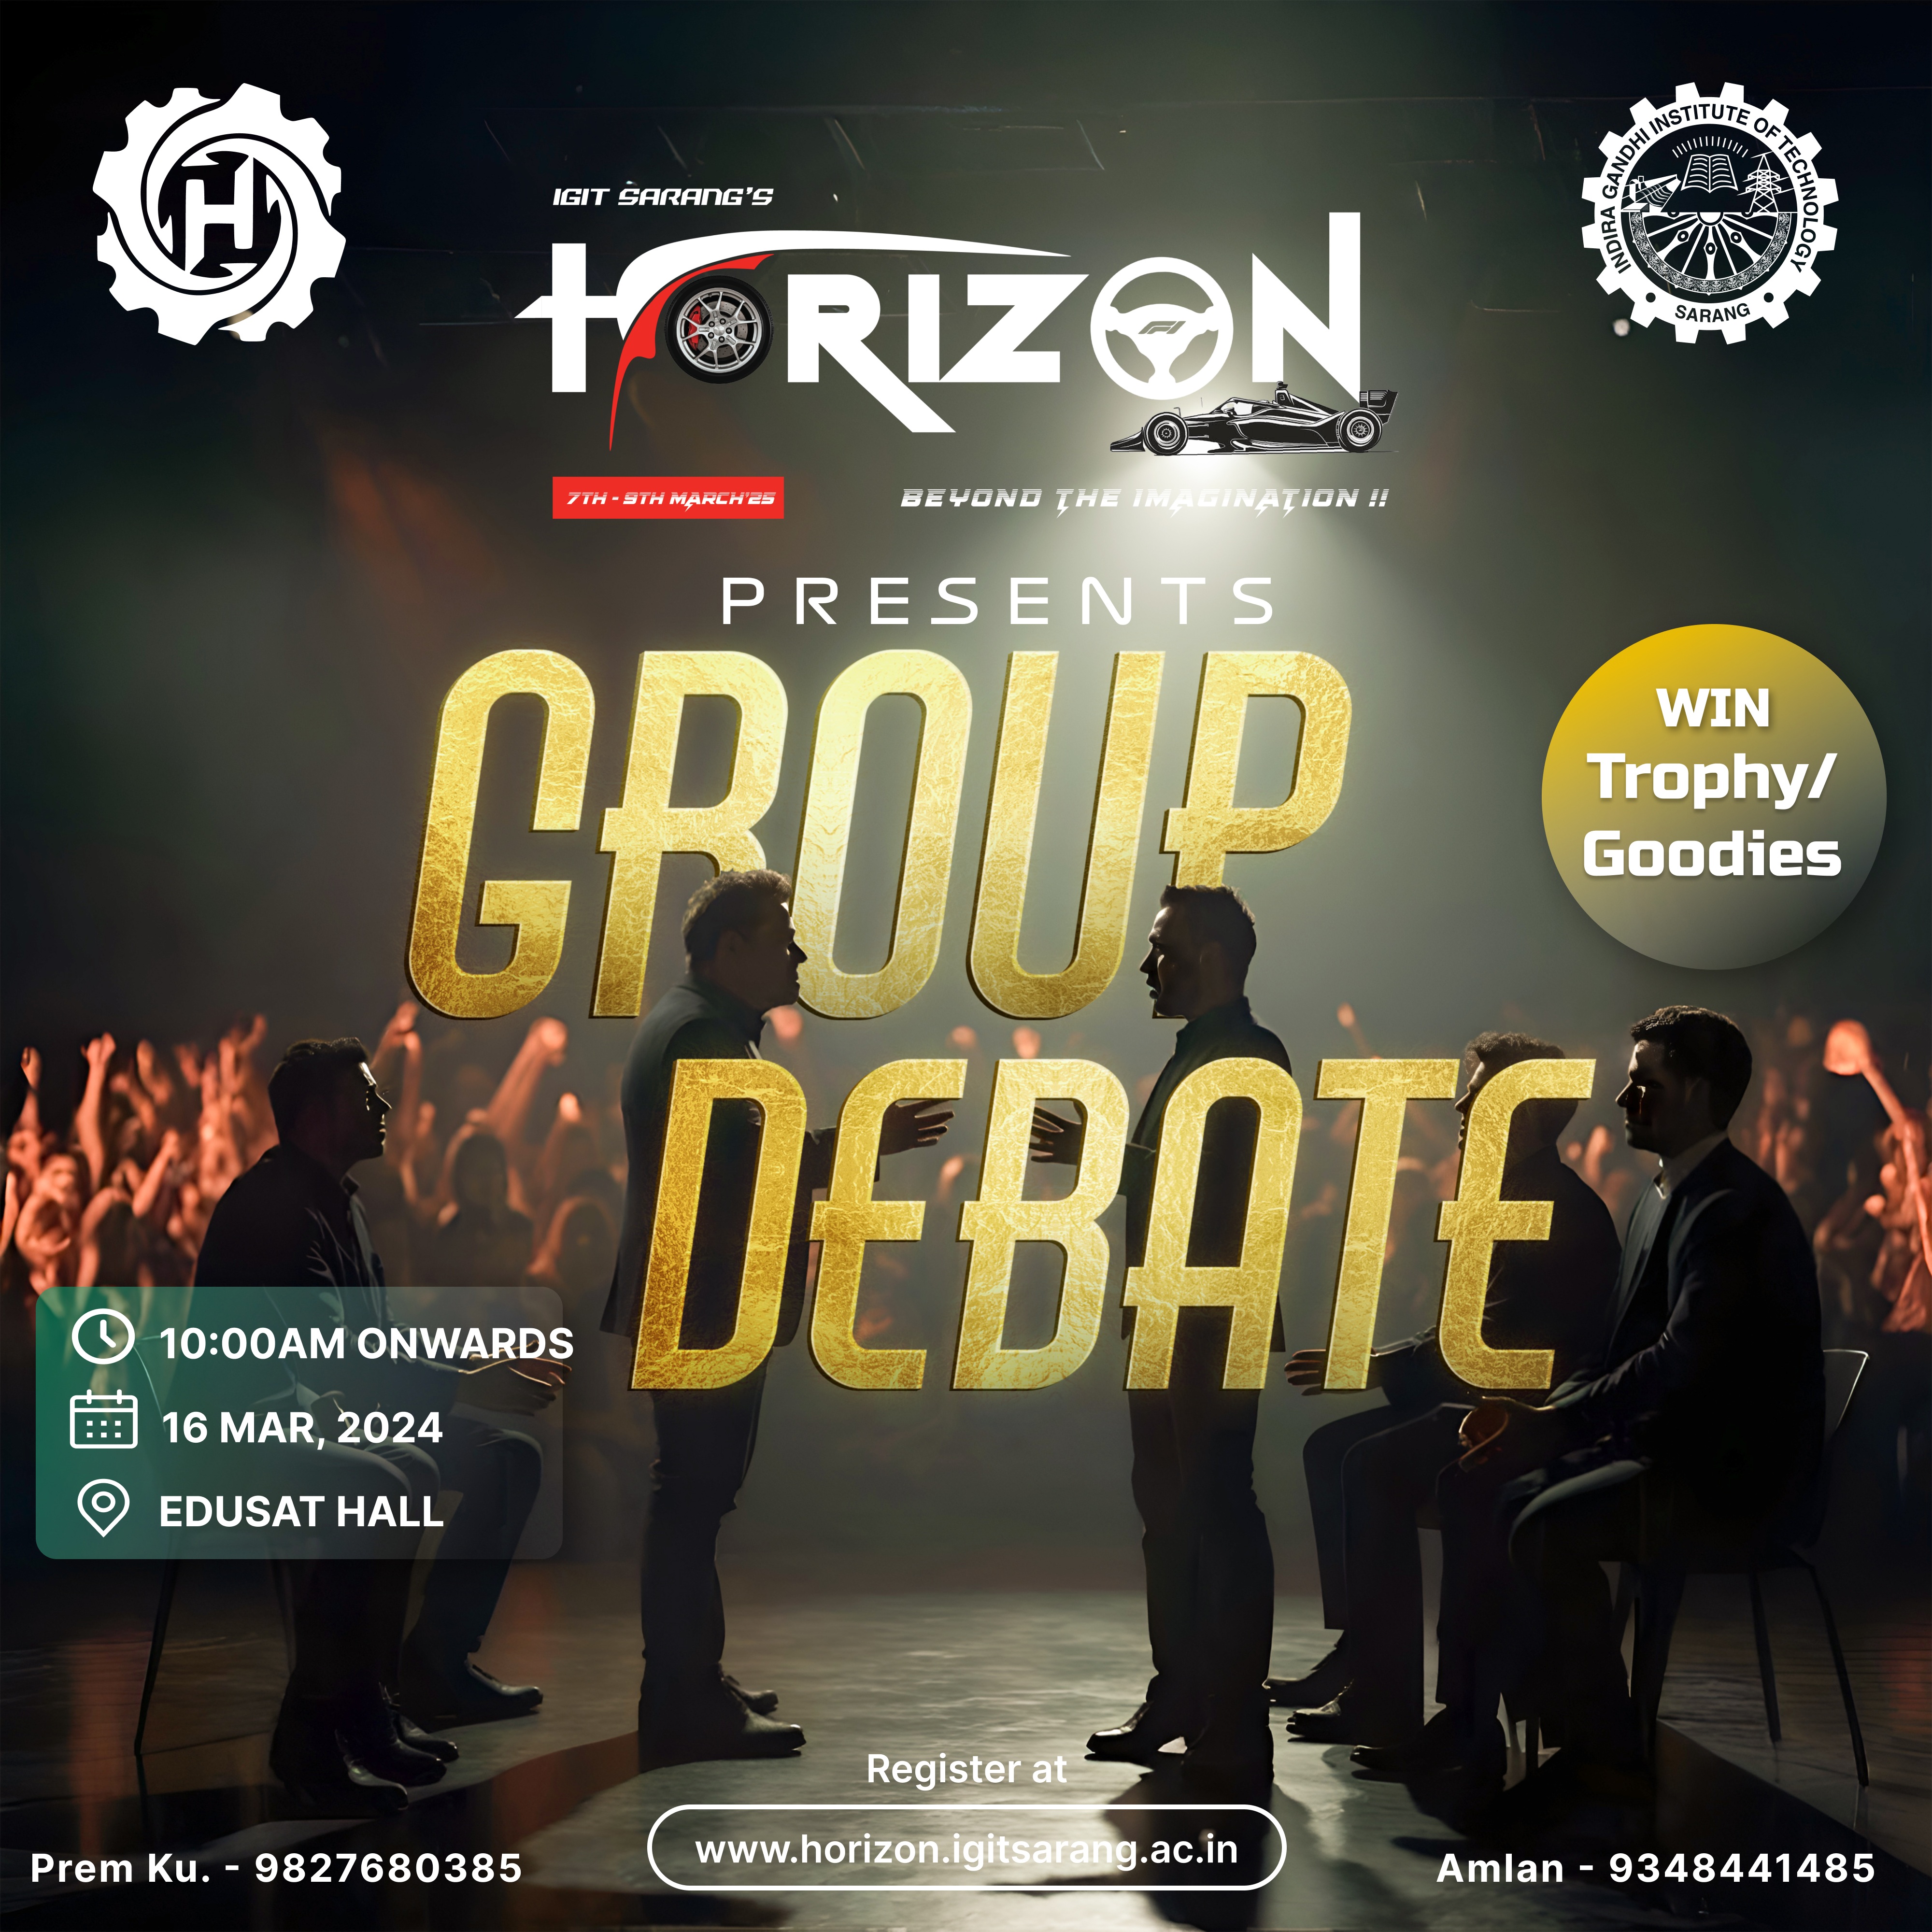 H
INDIRA GANDHI INSTITUTE OF TECHNOLOGY
SARANG
IGIT SARANG'S
HORIZON
7TH - 9TH MARCH'25
BEYOND THE IMAGINATION !!
PRESENTS
GROUP
DEBATE
WIN
Trophy/
Goodies
10:00AM ONWARDS
16 MAR, 2024
EDUSAT HALL
Register at
www.horizon.igitsarang.ac.in
Prem Ku. - 9827680385
Amlan - 9348441485